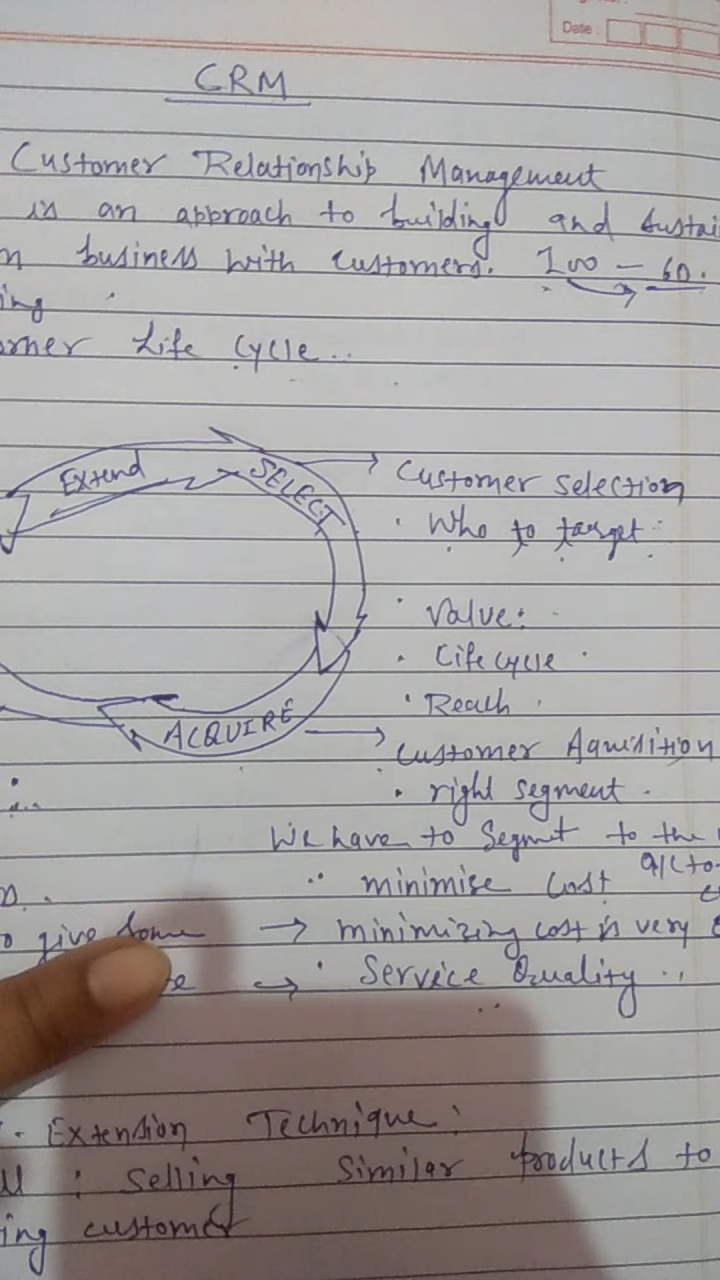 Date :
CRM
Customer Relationship Management
is an approach to building and sustai
n business with customers. 100 - 60.
ing
omer Life Cycle..
Extend
SELECT
Customer selection
· Who to target :
· Value :
· Life cycle
· Reach
ACQUIRE
Customer Aquisition
· right segment .
We have to Segmt to the
minimise Cost a/c to
s.
o give some → minimizing cost is very
→ · Service Quality ..
. Extension Technique :
ll : Selling Similar products to
ing customer